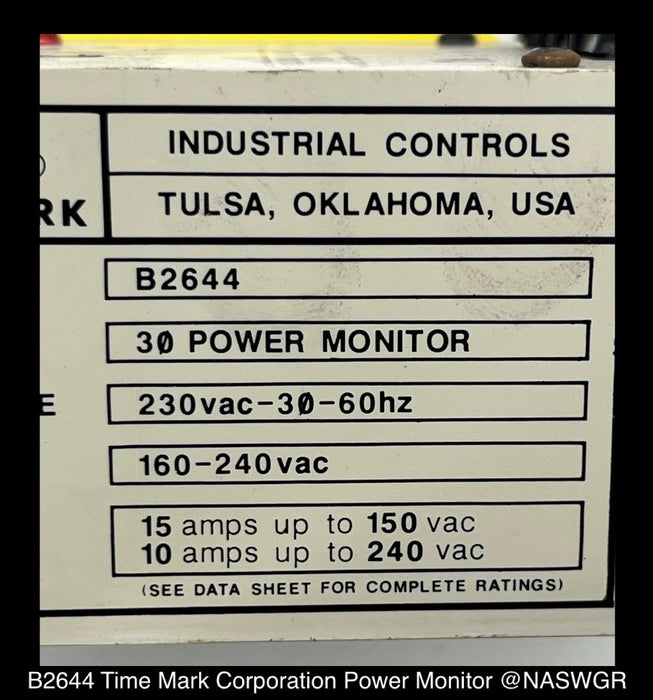 INDUSTRIAL CONTROLS
RK
TULSA, OKLAHOMA, USA
B2644
3Ø POWER MONITOR
E
230vac-3Ø-60hz
160-240vac
15 amps up to 150 vac
10 amps up to 240 vac
(SEE DATA SHEET FOR COMPLETE RATINGS)
B2644 Time Mark Corporation Power Monitor @NASWGR